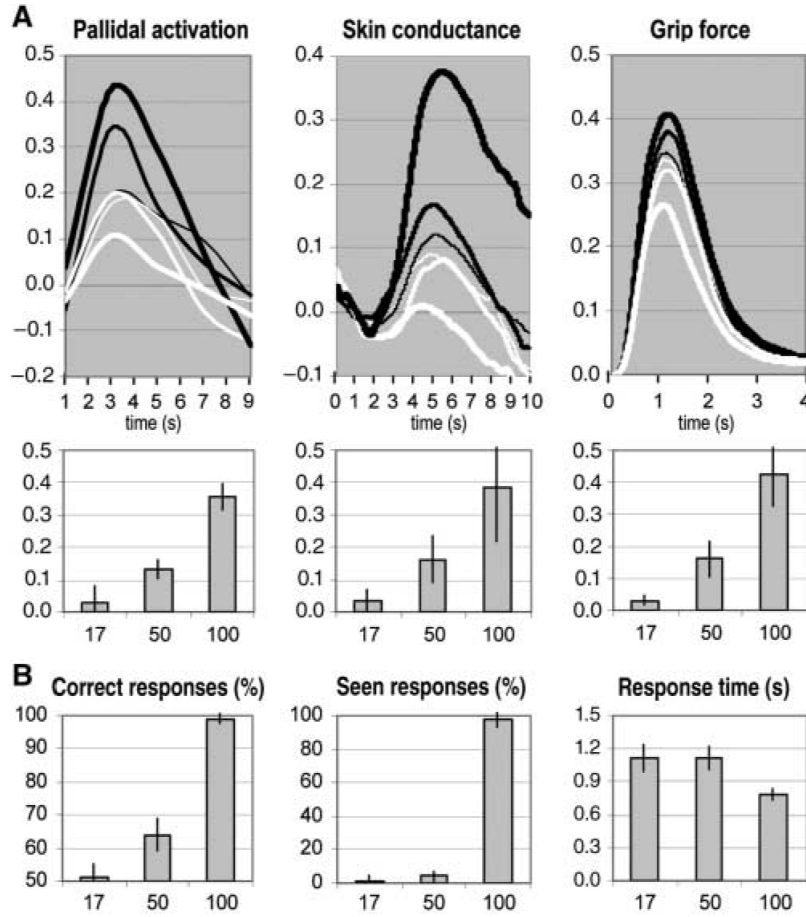 A
Pallidal activation Skin conductance Grip force
0.5 0.4 0.5
0.4 0.3 0.4
0.3 0.2 0.3
0.2 0.1 0.2
0.1 0.0 0.1
0.0 –0.1 0.0
–0.1
–0.2
1 2 3 4 5 6 7 8 9 0 1 2 3 4 5 6 7 8 9 10 0 1 2 3 4
time (s) time (s) time (s)
0.5 0.5 0.5
0.4 0.4 0.4
0.3 0.3 0.3
0.2 0.2 0.2
0.1 0.1 0.1
0.0 0.0 0.0
17 50 100 17 50 100 17 50 100
B
Correct responses (%) Seen responses (%) Response time (s)
100 100 1.5
90 80 1.2
80 60 0.9
70 40 0.6
60 20 0.3
50 0 0.0
17 50 100 17 50 100 17 50 100